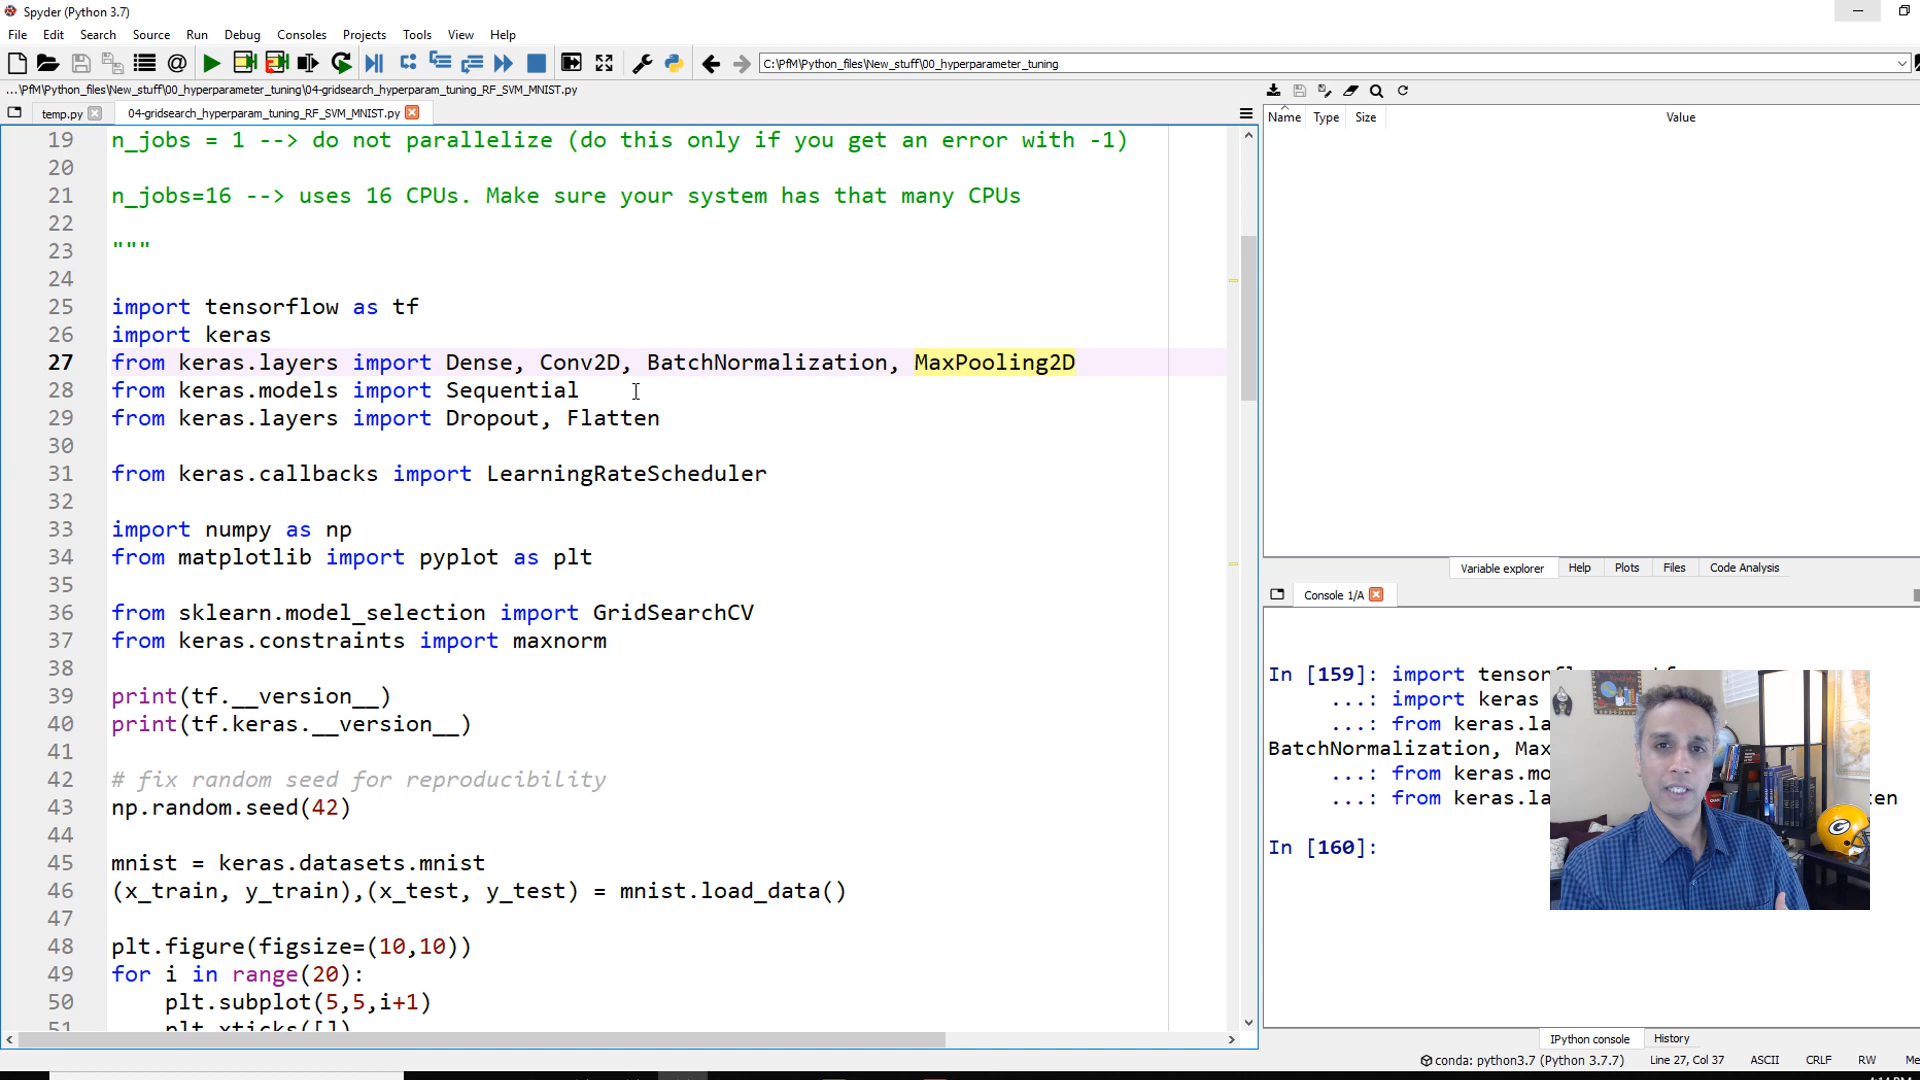 Spyder (Python 3.7)
File Edit Search Source Run Debug Consoles Projects Tools View Help
C:\PfM\Python_files\New_stuff\00_hyperparameter_tuning
...\PfM\Python_files\New_stuff\00_hyperparameter_tuning\04-gridsearch_hyperparam_tuning_RF_SVM_MNIST.py
temp.py 04-gridsearch_hyperparam_tuning_RF_SVM_MNIST.py
19 n_jobs = 1 --> do not parallelize (do this only if you get an error with -1)
20
21 n_jobs=16 --> uses 16 CPUs. Make sure your system has that many CPUs
22
23 """
24
25 import tensorflow as tf
26 import keras
27 from keras.layers import Dense, Conv2D, BatchNormalization, MaxPooling2D
28 from keras.models import Sequential
29 from keras.layers import Dropout, Flatten
30
31 from keras.callbacks import LearningRateScheduler
32
33 import numpy as np
34 from matplotlib import pyplot as plt
35
36 from sklearn.model_selection import GridSearchCV
37 from keras.constraints import maxnorm
38
39 print(tf.__version__)
40 print(tf.keras.__version__)
41
42 # fix random seed for reproducibility
43 np.random.seed(42)
44
45 mnist = keras.datasets.mnist
46 (x_train, y_train),(x_test, y_test) = mnist.load_data()
47
48 plt.figure(figsize=(10,10))
49 for i in range(20):
50 plt.subplot(5,5,i+1)
51 plt.xticks([])
Name Type Size Value
Variable explorer Help Plots Files Code Analysis
Console 1/A
In [159]: import
...: import keras
...: from
BatchNormalization,
...: from
...: from
In [160]:
IPython console History
conda: python3.7 (Python 3.7.7) Line 27, Col 37 ASCII CRLF RW